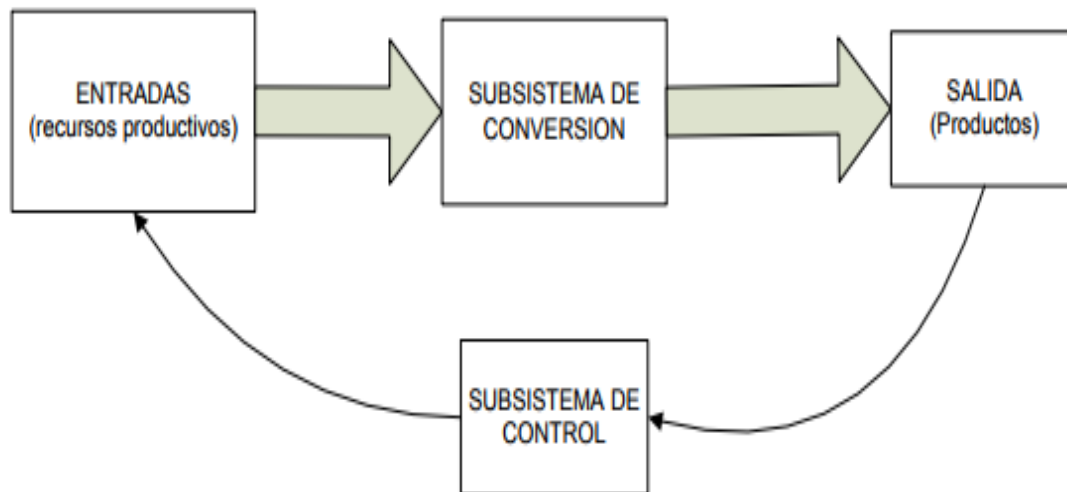 ENTRADAS
(recursos productivos)
SUBSISTEMA DE
CONVERSION
SALIDA
(Productos)
SUBSISTEMA DE
CONTROL